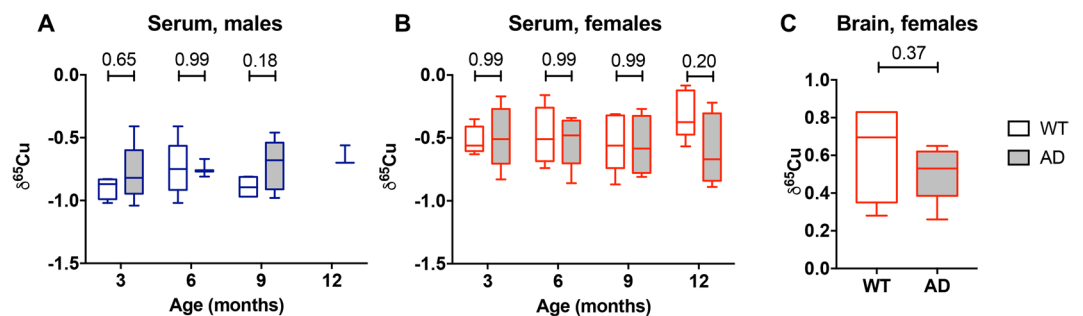 A Serum, males
0.65 0.99 0.18
0.0
-0.5
-1.0
-1.5
δ65Cu
3 6 9 12
Age (months)
B Serum, females
0.99 0.99 0.99 0.20
0.0
-0.5
-1.0
-1.5
δ65Cu
3 6 9 12
Age (months)
C Brain, females
0.37
1.0
0.8
0.6
0.4
0.2
0.0
δ65Cu
WT AD
WT
AD